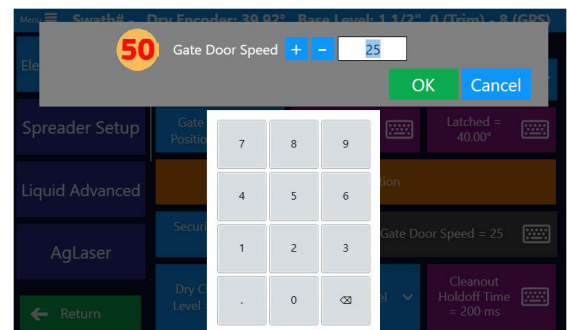 Menu Swath# - Dry Encoder: 39.92° Base Level: 1 1/2" 0 (Trim) - 8 (GPS)
50 Gate Door Speed + - 25
Ele
OK Cancel
Spreader Setup
Gate
Positio
Latched =
40.00°
7 8 9
Liquid Advanced
tion
4 5 6
Securi
Gate Door Speed = 25
AgLaser
1 2 3
Dry C
Level
el
Cleanout
Holdoff Time
= 200 ms
. 0
Return